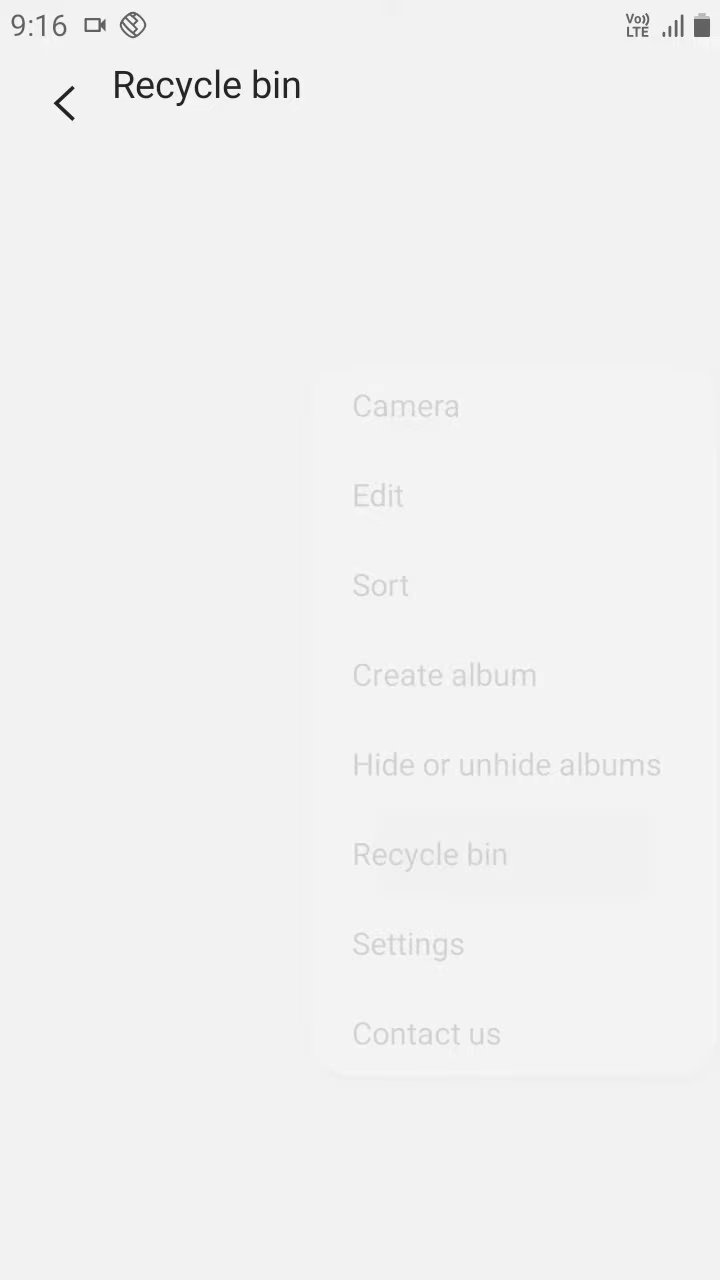 9:16
Vo)) LTE
Recycle bin
Camera
Edit
Sort
Create album
Hide or unhide albums
Recycle bin
Settings
Contact us